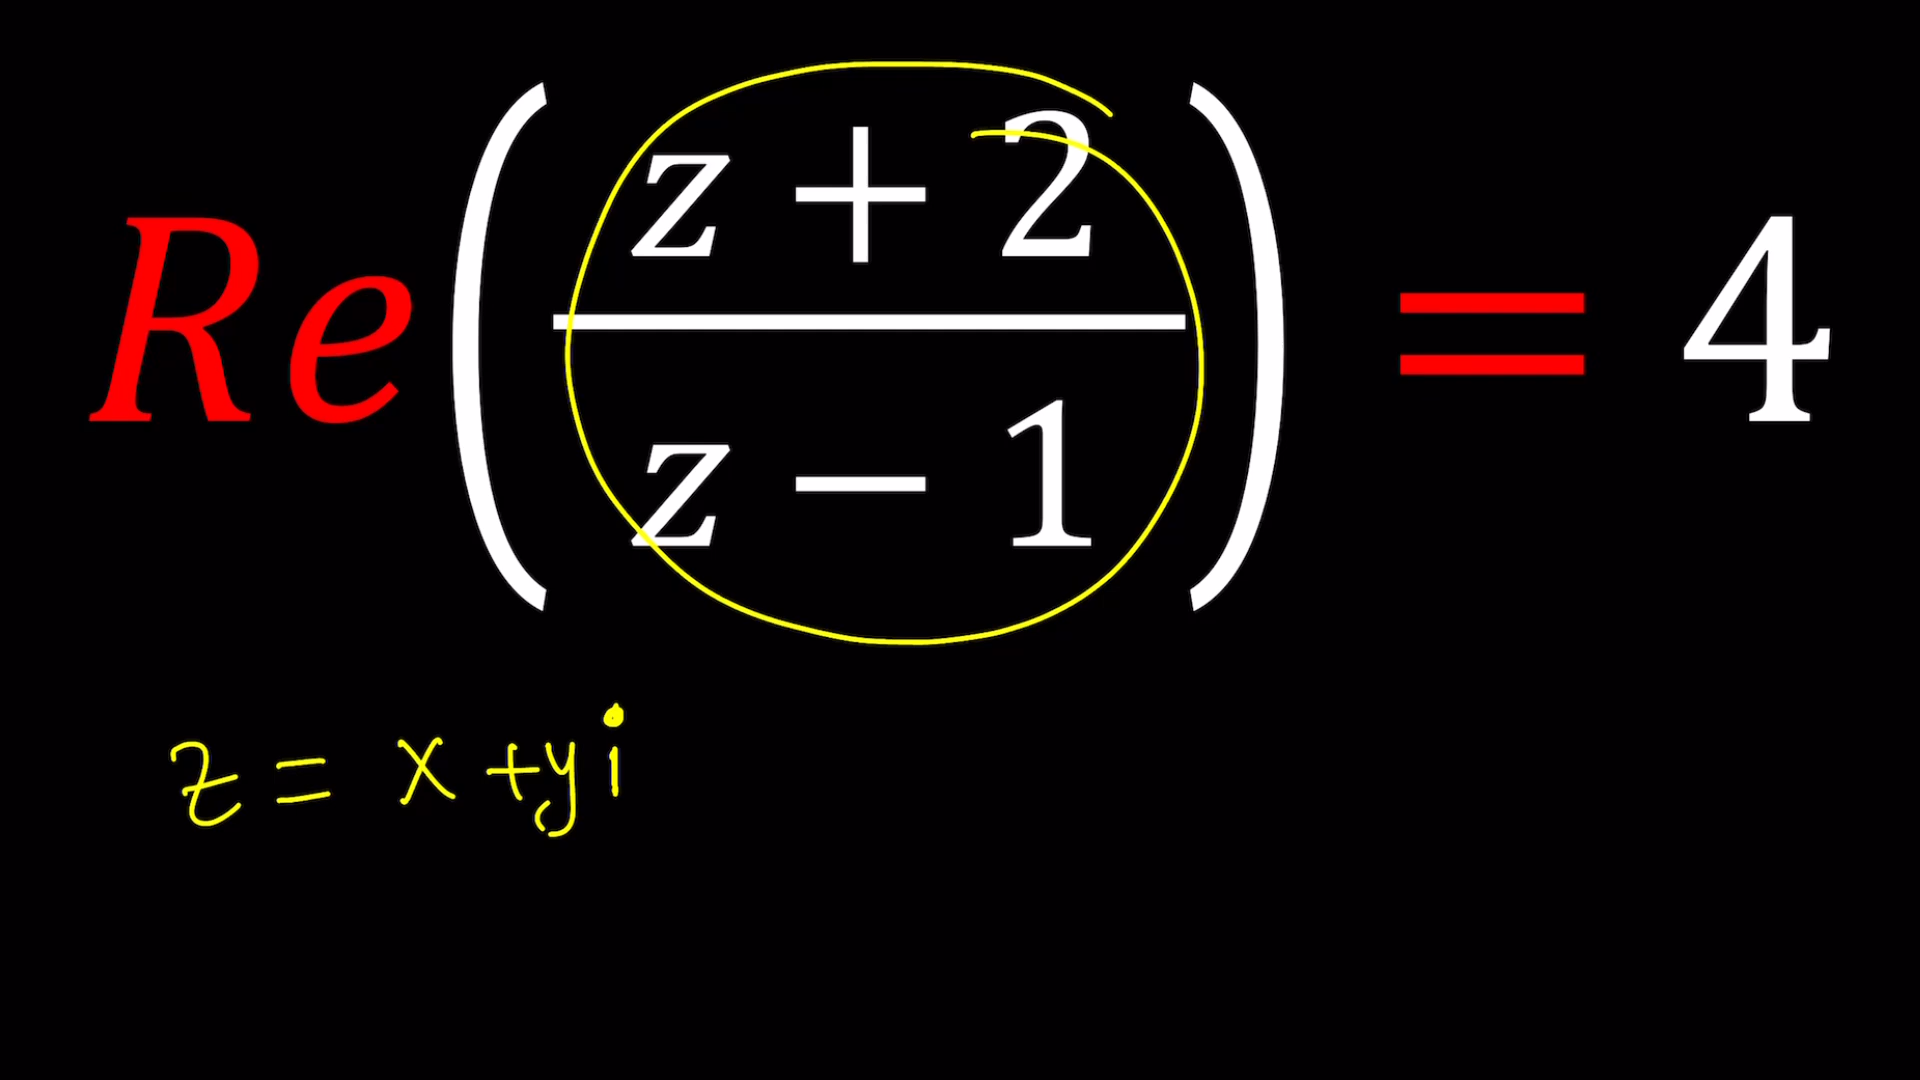 Re(z + 2 / z − 1) = 4
z = x + yi